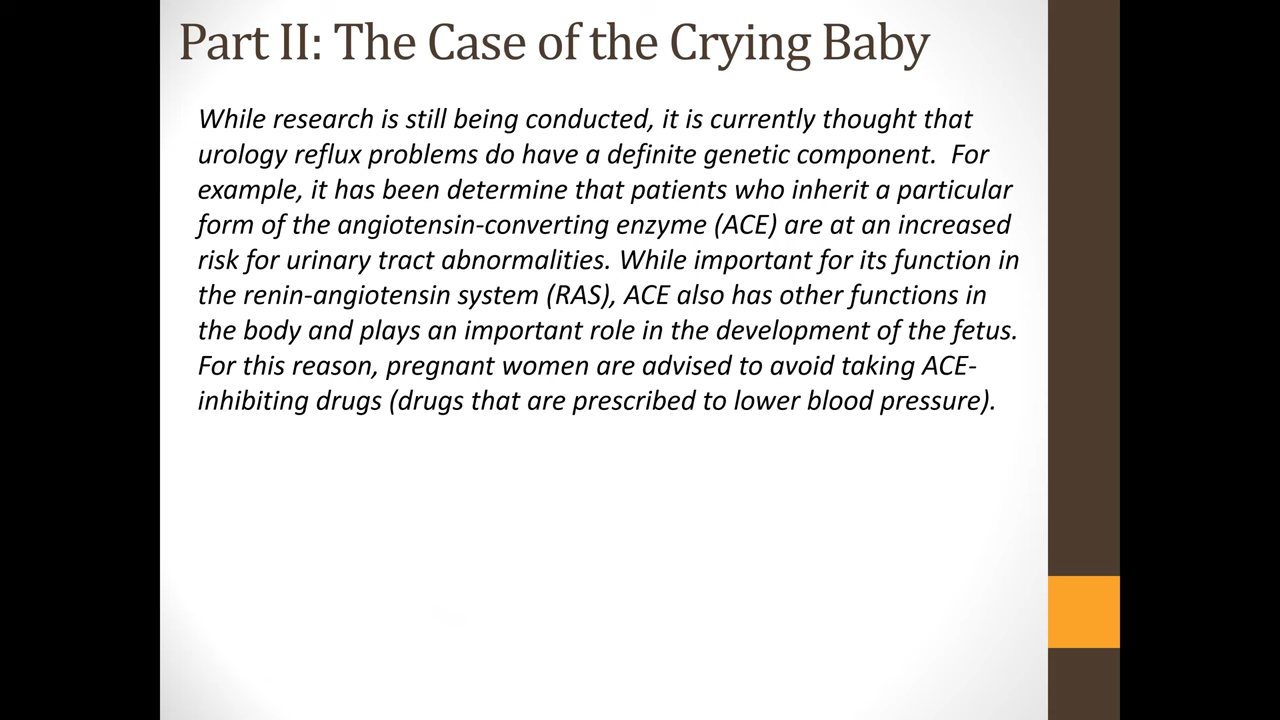 Part II: The Case of the Crying Baby
While research is still being conducted, it is currently thought that
urology reflux problems do have a definite genetic component.  For
example, it has been determine that patients who inherit a particular
form of the angiotensin-converting enzyme (ACE) are at an increased
risk for urinary tract abnormalities. While important for its function in
the renin-angiotensin system (RAS), ACE also has other functions in
the body and plays an important role in the development of the fetus.
For this reason, pregnant women are advised to avoid taking ACE-
inhibiting drugs (drugs that are prescribed to lower blood pressure).